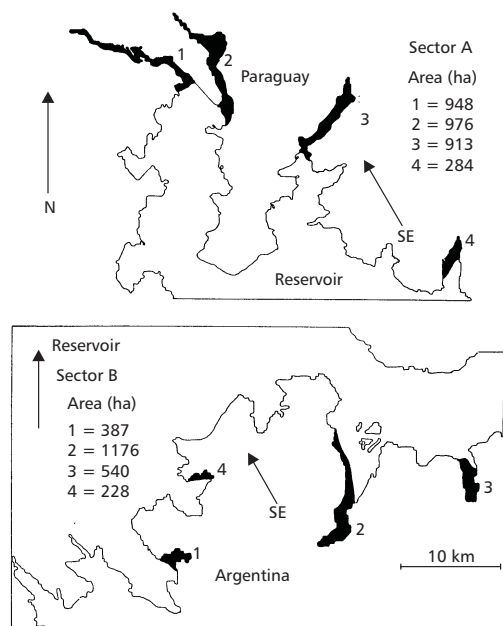 1
2
Paraguay
3
N
SE
Reservoir
4
Sector A
Area (ha)
1 = 948
2 = 976
3 = 913
4 = 284
Reservoir
Sector B
Area (ha)
1 = 387
2 = 1176
3 = 540
4 = 228
4
SE
3
2
1
Argentina
10 km